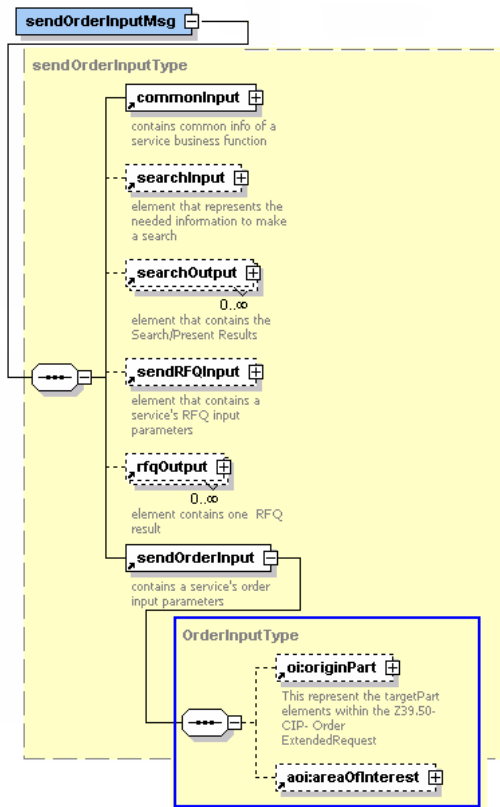 sendOrderInputMsg
sendOrderInputType
commonInput
contains common info of a
service business function
searchInput
element that represents the
needed information to make
a search
searchOutput
0..∞
element that contains the
Search/Present Results
sendRFQInput
element that contains a
service's RFQ input
parameters
rfqOutput
0..∞
element contains one RFQ
result
sendOrderInput
contains a service's order
input parameters
OrderInputType
oi:originPart
This represent the targetPart
elements within the Z39.50-
CIP- Order
ExtendedRequest
aoi:areaOfInterest